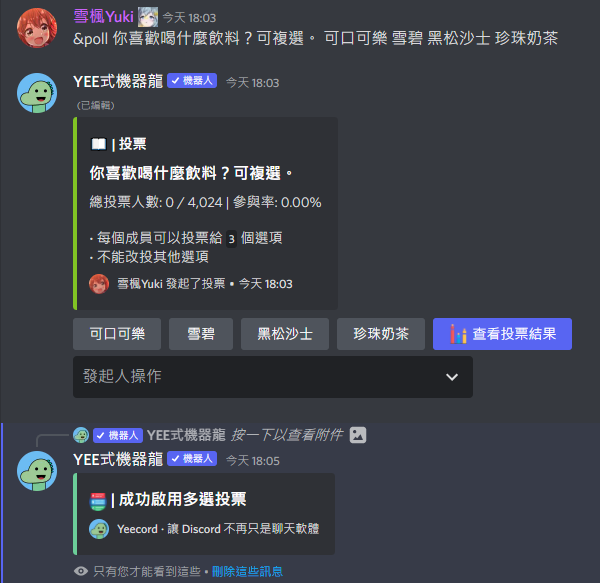 雪楓Yuki 今天 18:03
&poll 你喜歡喝什麼飲料？可複選。 可口可樂 雪碧 黑松沙士 珍珠奶茶
YEE式機器龍 ✓ 機器人 今天 18:03
(已編輯)
| 投票
你喜歡喝什麼飲料？可複選。
總投票人數: 0 / 4,024 | 參與率: 0.00%
• 每個成員可以投票給 3 個選項
• 不能改投其他選項
雪楓Yuki 發起了投票 • 今天 18:03
可口可樂 雪碧 黑松沙士 珍珠奶茶 查看投票結果
發起人操作
✓ 機器人 YEE式機器龍 按一下以查看附件
YEE式機器龍 ✓ 機器人 今天 18:05
| 成功啟用多選投票
Yeecord · 讓 Discord 不再只是聊天軟體
只有您才能看到這些 • 刪除這些訊息